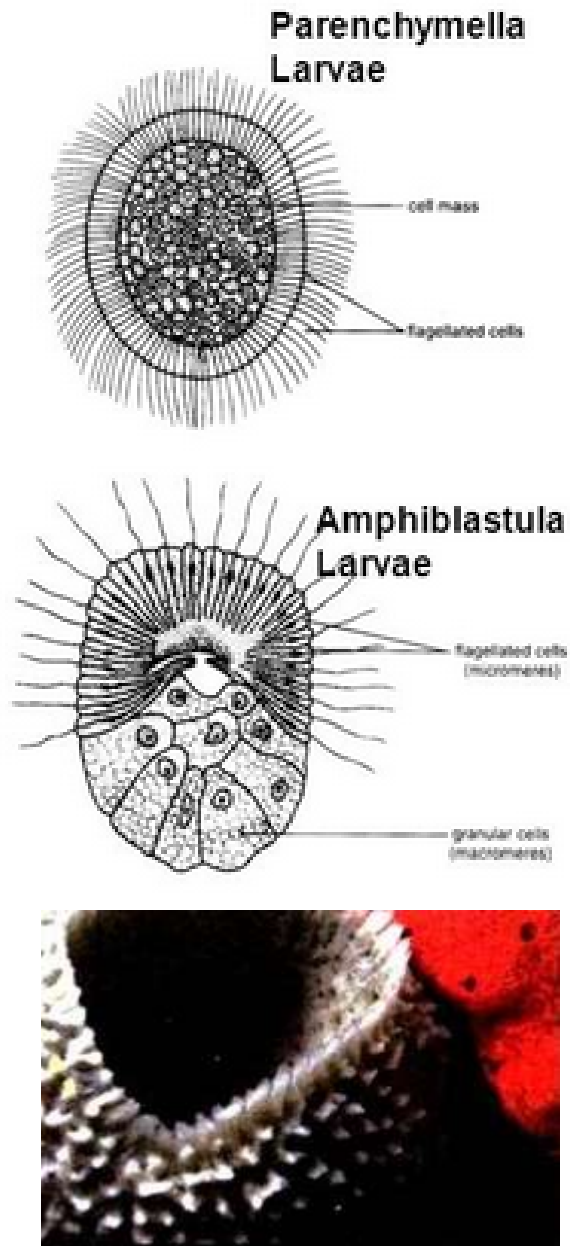 Parenchymella
Larvae
cell mass
flagellated cells
Amphiblastula
Larvae
flagellated cells
(micromeres)
granular cells
(macromeres)